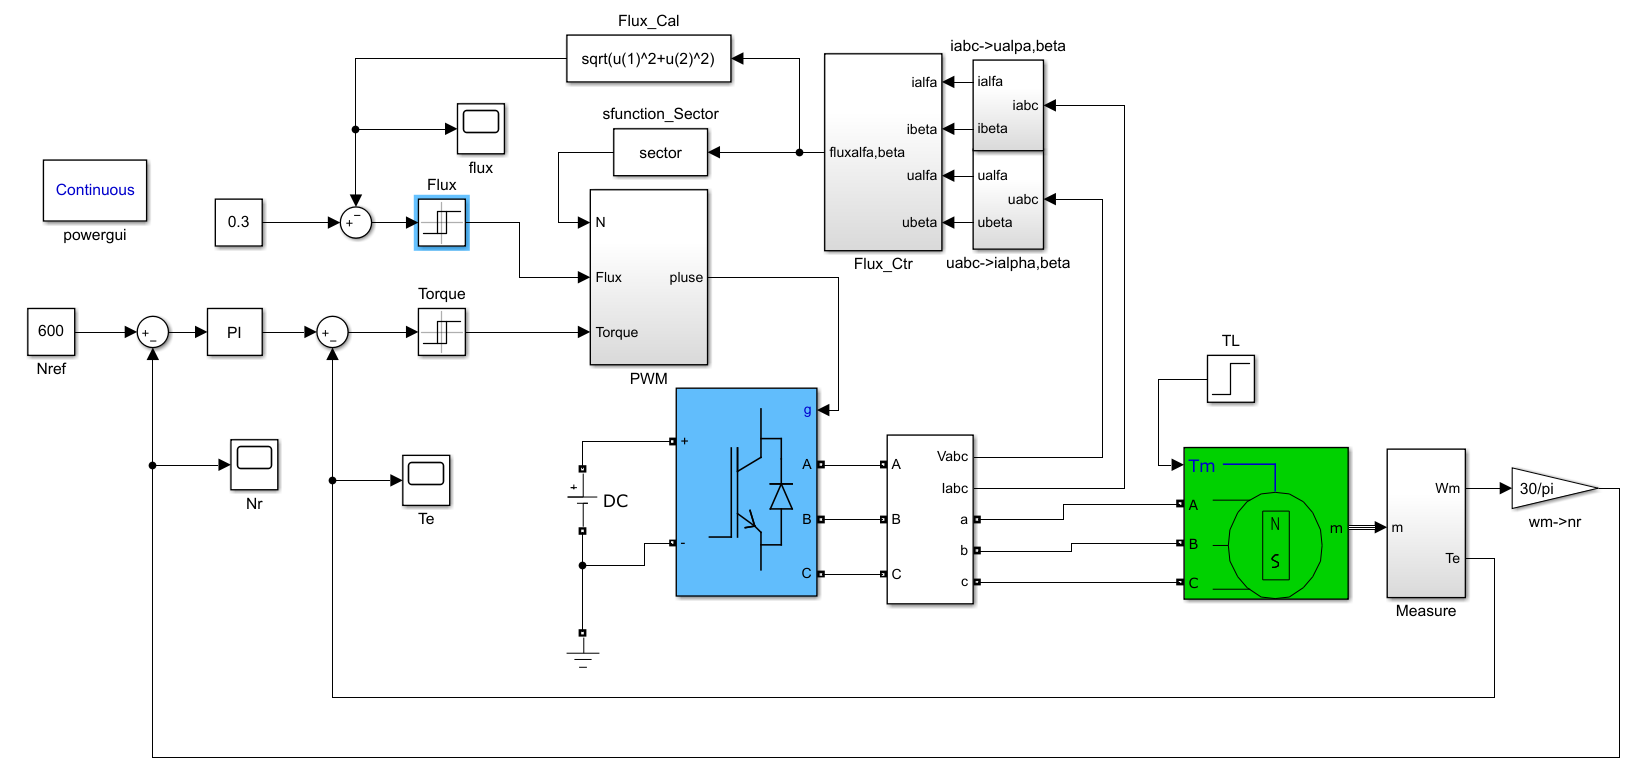 Flux_Cal
sqrt(u(1)^2+u(2)^2)
iabc->ualpa,beta
ialfa
ialfa
iabc
ibeta
ibeta
fluxalfa,beta
ualfa
ualfa
uabc
ubeta
ubeta
Flux_Ctr
uabc->ialpha,beta
sfunction_Sector
sector
flux
Continuous
powergui
0.3
+
−
Flux
N
Flux
pluse
Torque
PWM
600
Nref
+
−
PI
+
−
Torque
TL
Nr
Te
g
+
-
A
B
C
+
DC
A
B
C
Vabc
Iabc
a
b
c
Tm
A
B
C
N
S
m
m
Wm
Te
Measure
30/pi
wm->nr